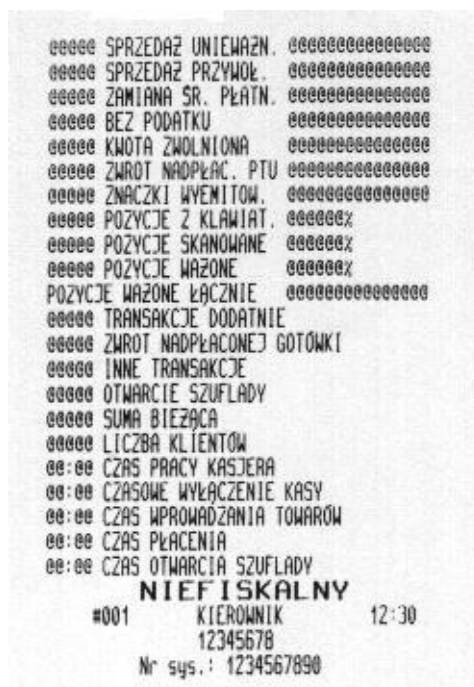 @@@@@ SPRZEDAŻ UNIEWAŻN. @@@@@@@@@@@@@@@
@@@@@ SPRZEDAŻ PRZYWOŁ. @@@@@@@@@@@@@@@
@@@@@ ZAMIANA ŚR. PŁATN. @@@@@@@@@@@@@@@
@@@@@ BEZ PODATKU @@@@@@@@@@@@@@@
@@@@@ KWOTA ZWOLNIONA @@@@@@@@@@@@@@@
@@@@@ ZWROT NADPŁAC. PTU @@@@@@@@@@@@@@@
@@@@@ ZNACZKI WYEMITOW. @@@@@@@@@@@@@@@
@@@@@ POZYCJE Z KLAWIAT. @@@@@@%
@@@@@ POZYCJE SKANOWANE @@@@@@%
@@@@@ POZYCJE WAŻONE @@@@@@%
POZYCJE WAŻONE ŁĄCZNIE @@@@@@@@@@@@@@@
@@@@@ TRANSAKCJE DODATNIE
@@@@@ ZWROT NADPŁACONEJ GOTÓWKI
@@@@@ INNE TRANSAKCJE
@@@@@ OTWARCIE SZUFLADY
@@@@@ SUMA BIEŻĄCA
@@@@@ LICZBA KLIENTÓW
@@:@@ CZAS PRACY KASJERA
@@:@@ CZASOWE WYŁĄCZENIE KASY
@@:@@ CZAS WPROWADZANIA TOWARÓW
@@:@@ CZAS PŁACENIA
@@:@@ CZAS OTWARCIA SZUFLADY
NIEFISKALNY
#001 KIEROWNIK 12:30
12345678
Nr sys.: 1234567890